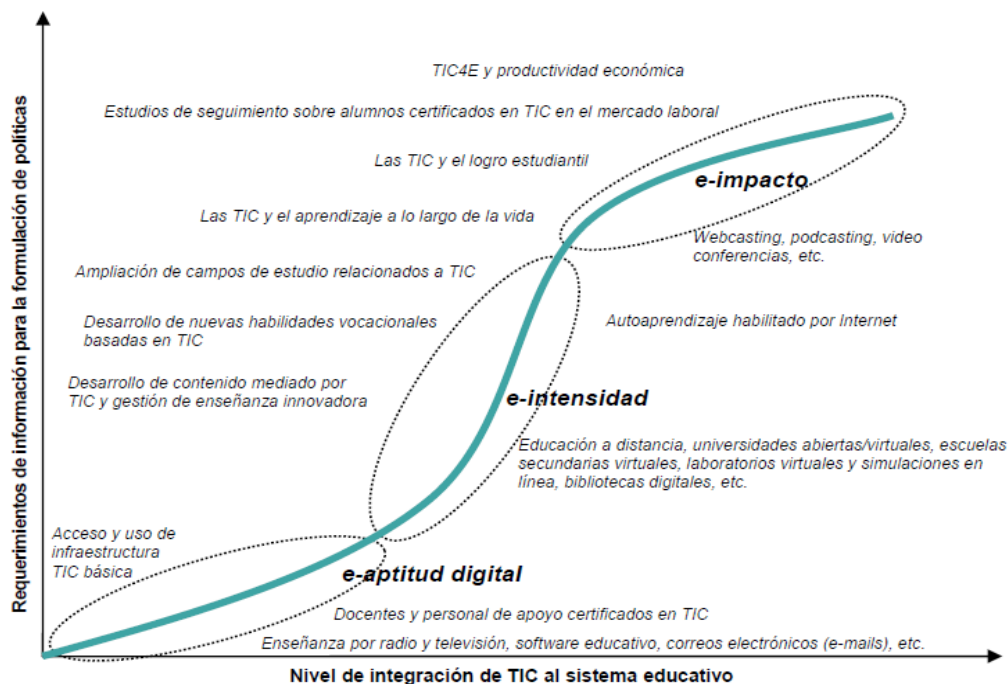 Requerimientos de información para la formulación de políticas
TIC4E y productividad económica
Estudios de seguimiento sobre alumnos certificados en TIC en el mercado laboral
Las TIC y el logro estudiantil
e-impacto
Las TIC y el aprendizaje a lo largo de la vida
Webcasting, podcasting, video
conferencias, etc.
Ampliación de campos de estudio relacionados a TIC
Desarrollo de nuevas habilidades vocacionales
basadas en TIC
Autoaprendizaje habilitado por Internet
Desarrollo de contenido mediado por
TIC y gestión de enseñanza innovadora
e-intensidad
Educación a distancia, universidades abiertas/virtuales, escuelas
secundarias virtuales, laboratorios virtuales y simulaciones en
línea, bibliotecas digitales, etc.
Acceso y uso de
infraestructura
TIC básica
e-aptitud digital
Docentes y personal de apoyo certificados en TIC
Enseñanza por radio y televisión, software educativo, correos electrónicos (e-mails), etc.
Nivel de integración de TIC al sistema educativo